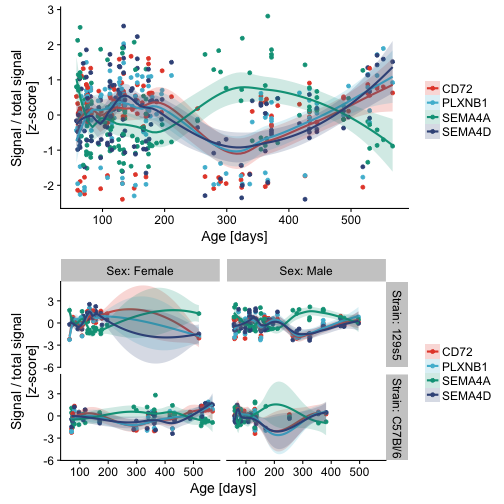 3
2
1
0
-1
-2
Signal / total signal
[z-score]
100 200 300 400 500
Age [days]
CD72
PLXNB1
SEMA4A
SEMA4D
Sex: Female Sex: Male
3
0
-3
-6
Strain: 129s5
3
0
-3
-6
Strain: C57Bl/6
Signal / total signal
[z-score]
100 200 300 400 500 100 200 300 400 500
Age [days]
CD72
PLXNB1
SEMA4A
SEMA4D